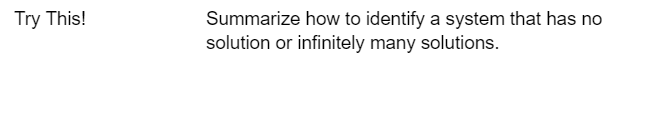 Try This!
Summarize how to identify a system that has no
solution or infinitely many solutions.